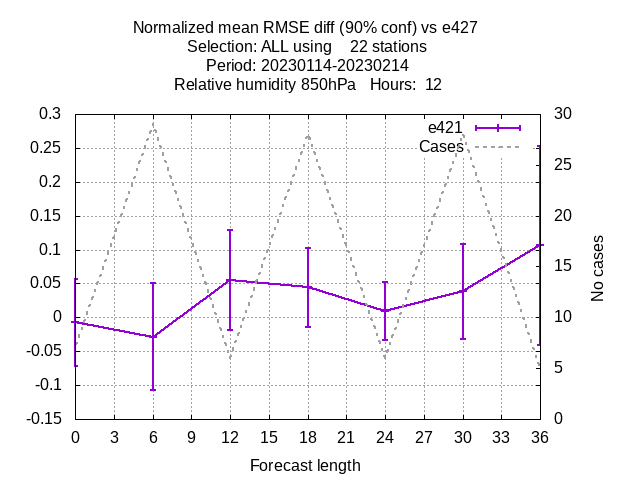 Normalized mean RMSE diff (90% conf) vs e427
Selection: ALL using    22 stations
Period: 20230114-20230214
Relative humidity 850hPa   Hours:  12
e421
Cases
0.3
0.25
0.2
0.15
0.1
0.05
0
-0.05
-0.1
-0.15
30
25
20
15
10
5
0
No cases
0 3 6 9 12 15 18 21 24 27 30 33 36
Forecast length